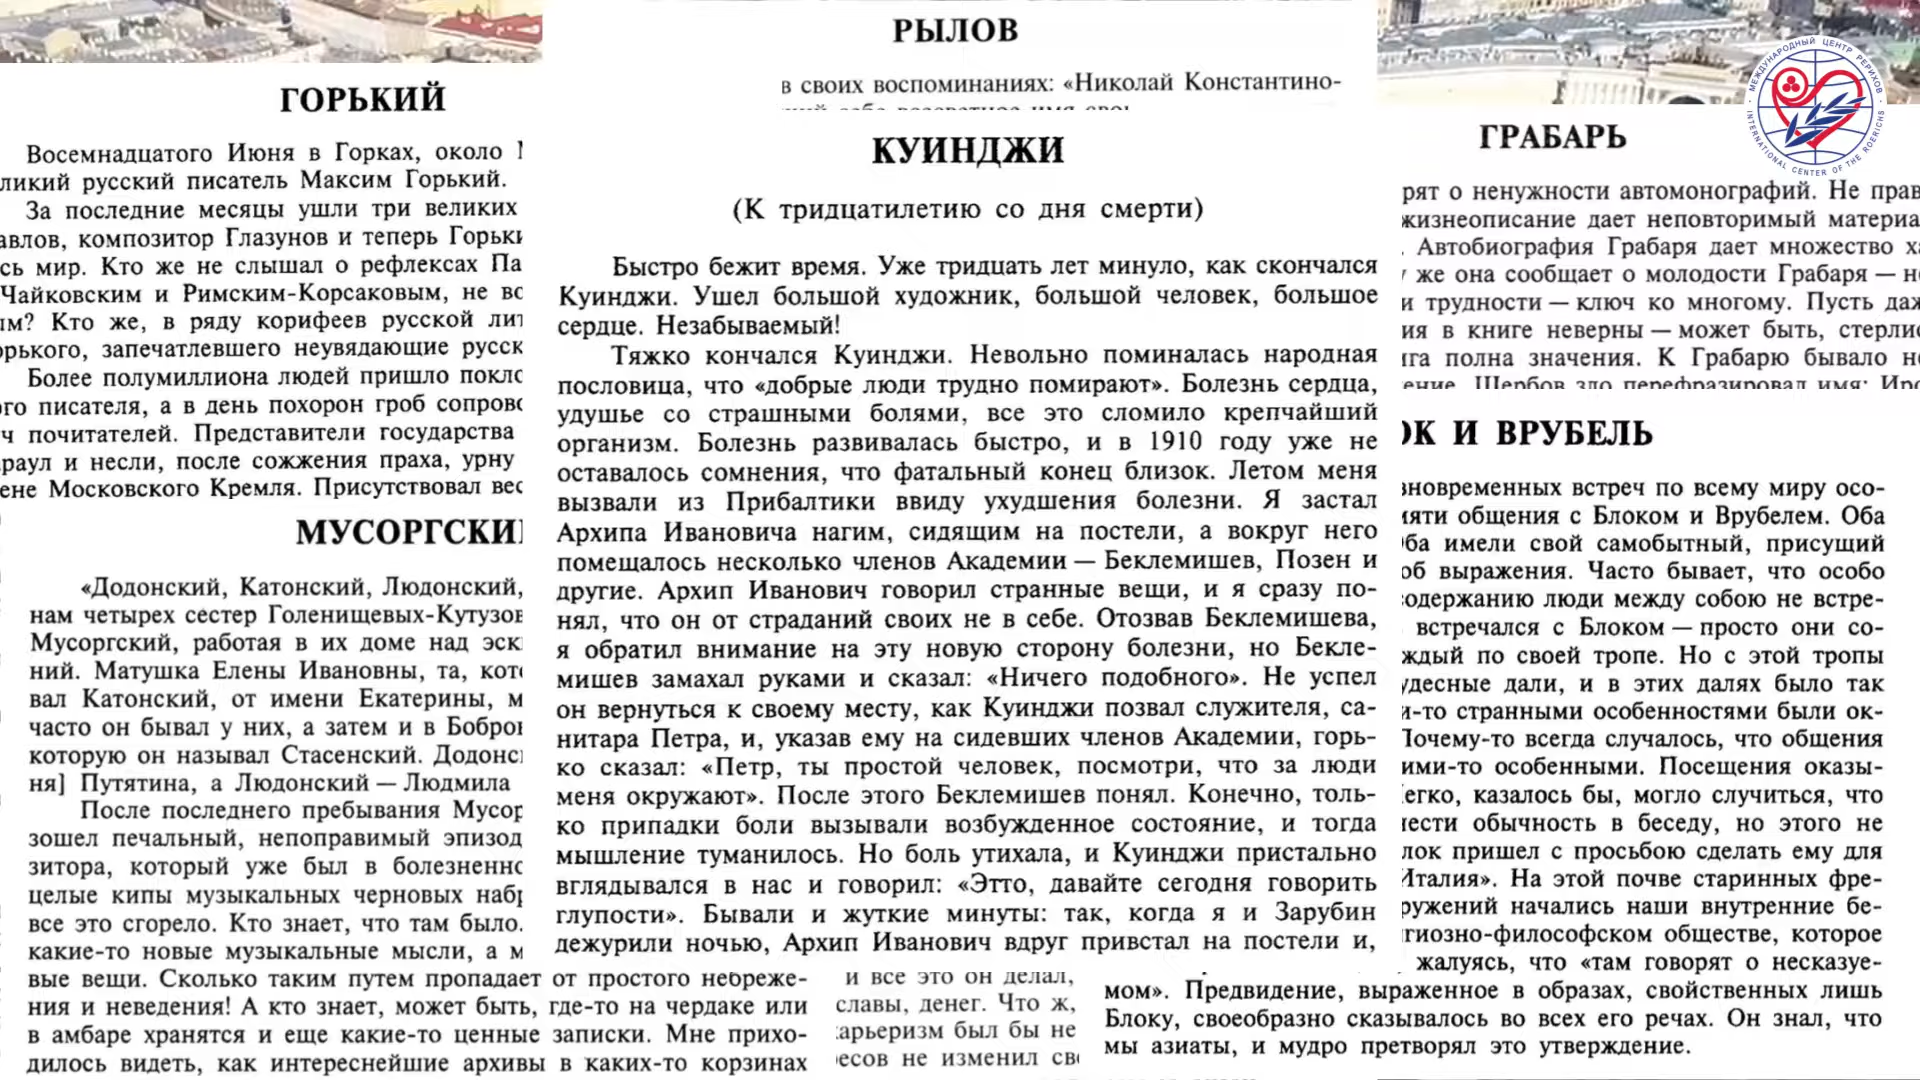 РЫЛОВ
в своих воспоминаниях: «Николай Константино-
КУИНДЖИ
(К тридцатилетию со дня смерти)
Быстро бежит время. Уже тридцать лет минуло, как скончался
Куинджи. Ушел большой художник, большой человек, большое
сердце. Незабываемый!
Тяжко кончался Куинджи. Невольно поминалась народная
пословица, что «добрые люди трудно помирают». Болезнь сердца,
удушье со страшными болями, все это сломило крепчайший
организм. Болезнь развивалась быстро, и в 1910 году уже не
оставалось сомнения, что фатальный конец близок. Летом меня
вызвали из Прибалтики ввиду ухудшения болезни. Я застал
Архипа Ивановича нагим, сидящим на постели, а вокруг него
помещалось несколько членов Академии — Беклемишев, Позен и
другие. Архип Иванович говорил странные вещи, и я сразу по-
нял, что он от страданий своих не в себе. Отозвав Беклемишева,
я обратил внимание на эту новую сторону болезни, но Бекле-
мишев замахал руками и сказал: «Ничего подобного». Не успел
он вернуться к своему месту, как Куинджи позвал служителя, са-
нитара Петра, и, указав ему на сидевших членов Академии, горь-
ко сказал: «Петр, ты простой человек, посмотри, что за люди
меня окружают». После этого Беклемишев понял. Конечно, толь-
ко припадки боли вызывали возбужденное состояние, и тогда
мышление туманилось. Но боль утихала, и Куинджи пристально
вглядывался в нас и говорил: «Этто, давайте сегодня говорить
глупости». Бывали и жуткие минуты: так, когда я и Зарубин
дежурили ночью, Архип Иванович вдруг привстал на постели и,
ГОРЬКИЙ
Восемнадцатого Июня в Горках, около
ликий русский писатель Максим Горький.
За последние месяцы ушли три великих
авлов, композитор Глазунов и теперь Горьки
сь мир. Кто же не слышал о рефлексах Па
Чайковским и Римским-Корсаковым, не вс
ым? Кто же, в ряду корифеев русской лит
орького, запечатлевшего неувядающие русск
Более полумиллиона людей пришло покло
ого писателя, а в день похорон гроб сопрово
ч почитателей. Представители государства
раул и несли, после сожжения праха, урну
ене Московского Кремля. Присутствовал вес
МУСОРГСКИ
«Додонский, Катонский, Людонский,
нам четырех сестер Голенищевых-Кутузов
Мусоргский, работая в их доме над эск
ний. Матушка Елены Ивановны, та, кото
вал Катонский, от имени Екатерины, м
часто он бывал у них, а затем и в Бобров
которую он называл Стасенский. Додонс
ня] Путятина, а Людонский — Людмила
После последнего пребывания Мусор
зошел печальный, непоправимый эпизод
зитора, который уже был в болезненно
целые кипы музыкальных черновых набр
все это сгорело. Кто знает, что там было.
какие-то новые музыкальные мысли, а м
вые вещи. Сколько таким путем пропадает от простого небреже-
ния и неведения! А кто знает, может быть, где-то на чердаке или
в амбаре хранятся и еще какие-то ценные записки. Мне прихо-
дилось видеть, как интереснейшие архивы в каких-то корзинах
и все это он делал,
славы, денег. Что ж,
карьеризм был бы не
ресов не изменил св
МЕЖДУНАРОДНЫЙ ЦЕНТР РЕРИХОВ
INTERNATIONAL CENTER OF THE ROERICHS
ГРАБАРЬ
рят о ненужности автомонографий. Не прав
жизнеописание дает неповторимый материа
Автобиография Грабаря дает множество ха
же она сообщает о молодости Грабаря — не
и трудности — ключ ко многому. Пусть даж
ия в книге неверны — может быть, стерлис
ига полна значения. К Грабарю бывало не
ение. Щербов зло перефразировал имя: Иро
ОК И ВРУБЕЛЬ
зновременных встреч по всему миру осо-
мяти общения с Блоком и Врубелем. Оба
ба имели свой самобытный, присущий
об выражения. Часто бывает, что особо
содержанию люди между собою не встре-
встречался с Блоком — просто они со-
ждый по своей тропе. Но с этой тропы
удесные дали, и в этих далях было так
и-то странными особенностями были ок-
Почему-то всегда случалось, что общения
ими-то особенными. Посещения оказы-
Легко, казалось бы, могло случиться, что
нести обычность в беседу, но этого не
лок пришел с просьбою сделать ему для
Италия». На этой почве старинных фре-
ружений начались наши внутренние бе-
гиозно-философском обществе, которое
жалуясь, что «там говорят о несказуе-
мом». Предвидение, выраженное в образах, свойственных лишь
Блоку, своеобразно сказывалось во всех его речах. Он знал, что
мы азиаты, и мудро претворял это утверждение.